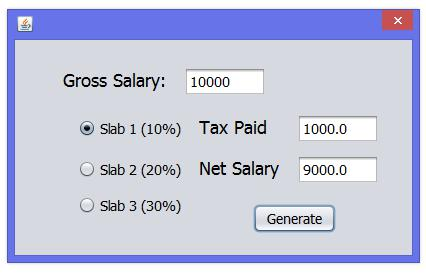 Gross Salary: 10000
Slab 1 (10%) Tax Paid 1000.0
Slab 2 (20%) Net Salary 9000.0
Slab 3 (30%)
Generate